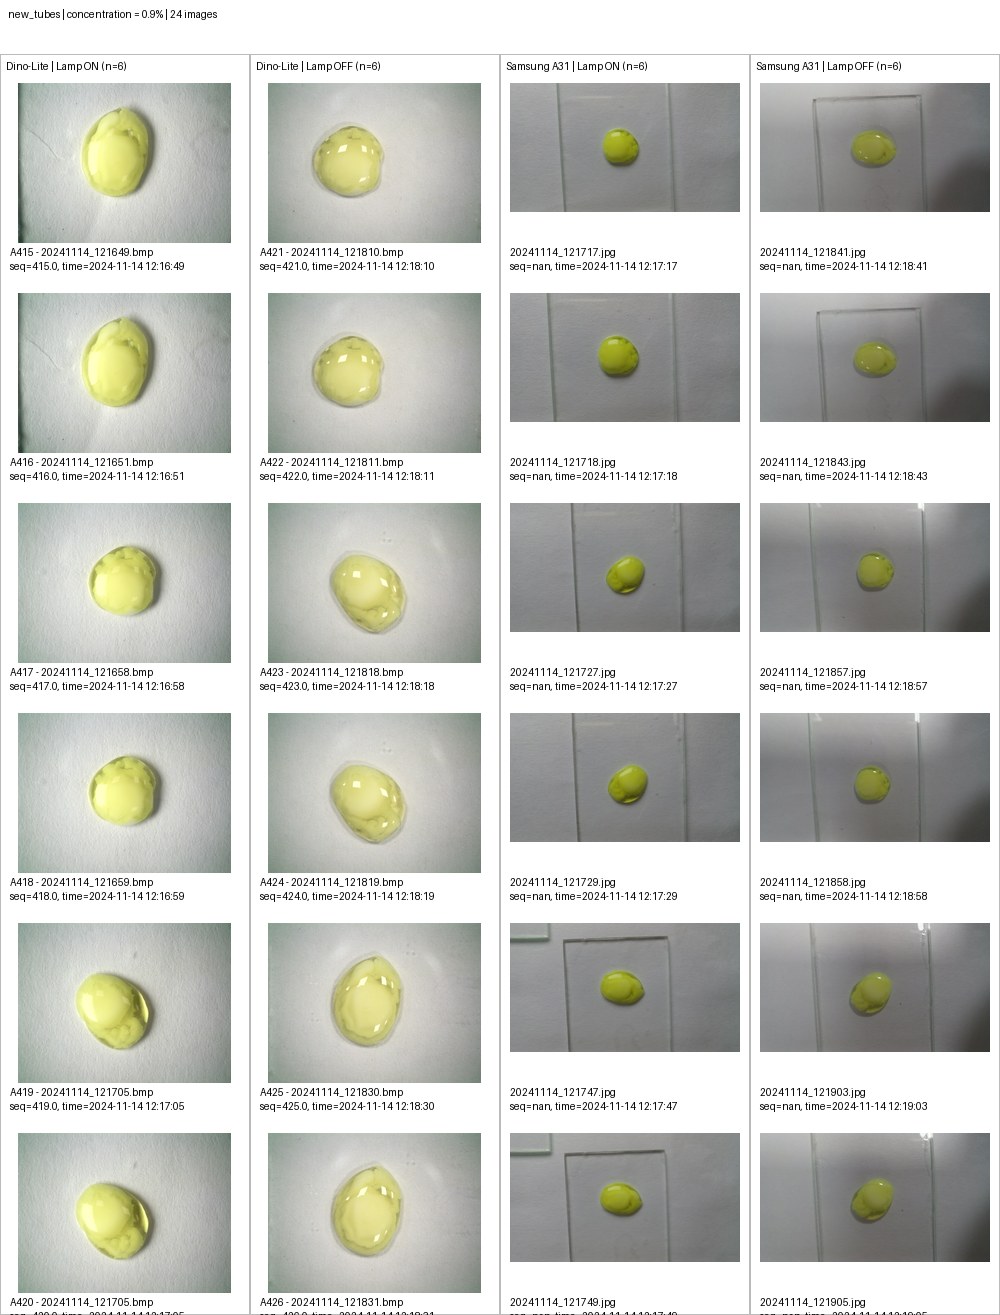 new_tubes | concentration = 0.9% | 24 images
Dino-Lite | Lamp ON (n=6)
Dino-Lite | Lamp OFF (n=6)
Samsung A31 | Lamp ON (n=6)
Samsung A31 | Lamp OFF (n=6)
A415 - 20241114_121649.bmp
seq=415.0, time=2024-11-14 12:16:49
A421 - 20241114_121810.bmp
seq=421.0, time=2024-11-14 12:18:10
20241114_121717.jpg
seq=nan, time=2024-11-14 12:17:17
20241114_121841.jpg
seq=nan, time=2024-11-14 12:18:41
A416 - 20241114_121651.bmp
seq=416.0, time=2024-11-14 12:16:51
A422 - 20241114_121811.bmp
seq=422.0, time=2024-11-14 12:18:11
20241114_121718.jpg
seq=nan, time=2024-11-14 12:17:18
20241114_121843.jpg
seq=nan, time=2024-11-14 12:18:43
A417 - 20241114_121658.bmp
seq=417.0, time=2024-11-14 12:16:58
A423 - 20241114_121818.bmp
seq=423.0, time=2024-11-14 12:18:18
20241114_121727.jpg
seq=nan, time=2024-11-14 12:17:27
20241114_121857.jpg
seq=nan, time=2024-11-14 12:18:57
A418 - 20241114_121659.bmp
seq=418.0, time=2024-11-14 12:16:59
A424 - 20241114_121819.bmp
seq=424.0, time=2024-11-14 12:18:19
20241114_121729.jpg
seq=nan, time=2024-11-14 12:17:29
20241114_121858.jpg
seq=nan, time=2024-11-14 12:18:58
A419 - 20241114_121705.bmp
seq=419.0, time=2024-11-14 12:17:05
A425 - 20241114_121830.bmp
seq=425.0, time=2024-11-14 12:18:30
20241114_121747.jpg
seq=nan, time=2024-11-14 12:17:47
20241114_121903.jpg
seq=nan, time=2024-11-14 12:19:03
A420 - 20241114_121705.bmp
A426 - 20241114_121831.bmp
20241114_121749.jpg
20241114_121905.jpg